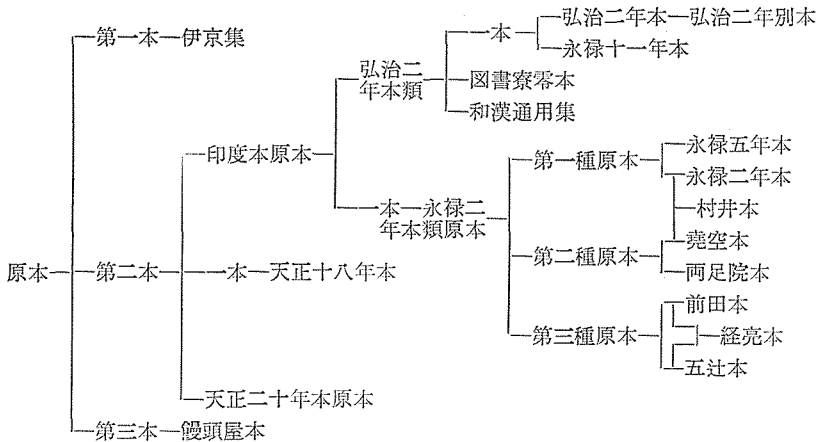 弘治二年本 弘治二年別本
一本
第一本 伊京集
永禄十一年本
弘治二
年本類
図書寮零本
和漢通用集
永禄五年本
印度本原本
第一種原本
永禄二年本
一本 永禄二
年本類原本
村井本
堯空本
第二種原本
原本 第二本 一本 天正十八年本
両足院本
前田本
第三種原本 経亮本
五辻本
天正二十年本原本
第三本 饅頭屋本